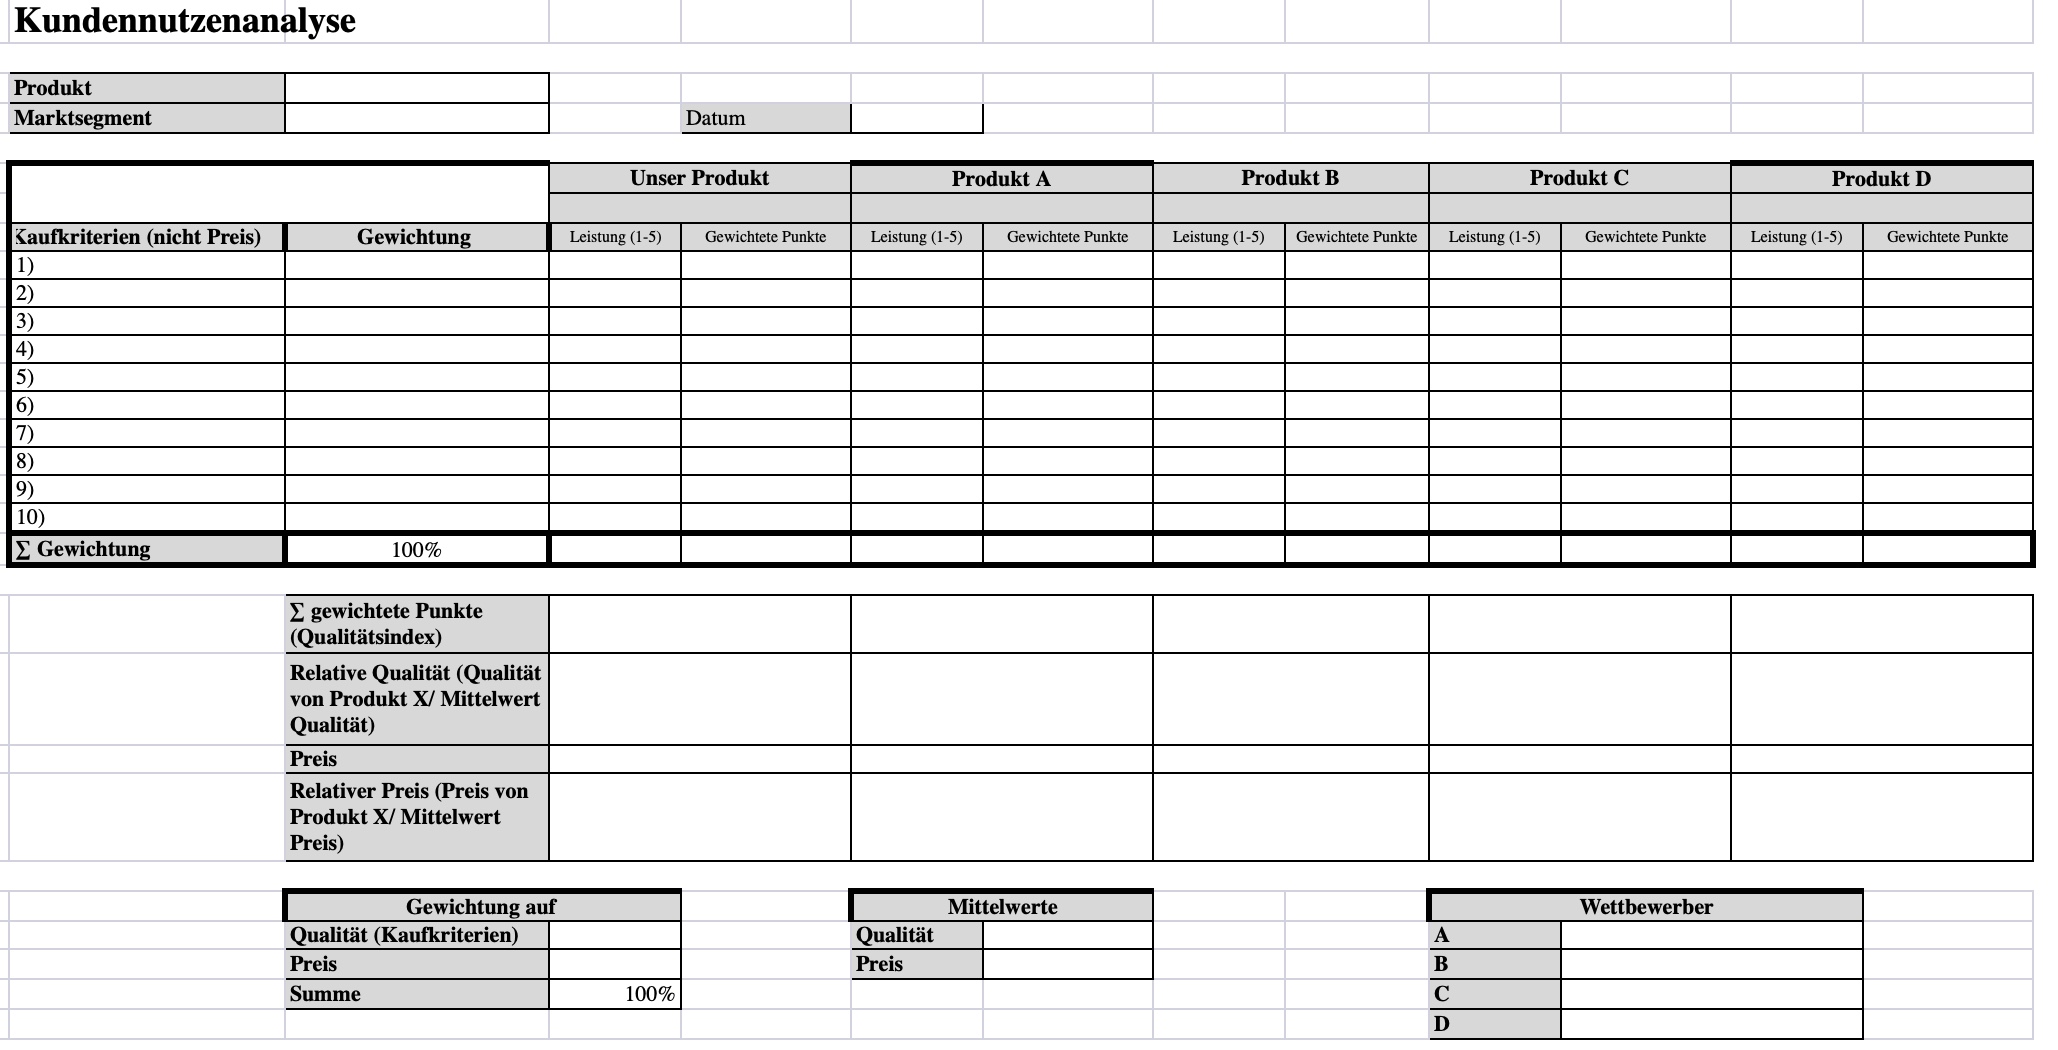 Kundennutzenanalyse
Produkt
Marktsegment
Datum
Unser Produkt Produkt A Produkt B Produkt C Produkt D
Kaufkriterien (nicht Preis) Gewichtung Leistung (1-5) Gewichtete Punkte Leistung (1-5) Gewichtete Punkte Leistung (1-5) Gewichtete Punkte Leistung (1-5) Gewichtete Punkte Leistung (1-5) Gewichtete Punkte
1)
2)
3)
4)
5)
6)
7)
8)
9)
10)
∑ Gewichtung 100%
∑ gewichtete Punkte
(Qualitätsindex)
Relative Qualität (Qualität
von Produkt X/ Mittelwert
Qualität)
Preis
Relativer Preis (Preis von
Produkt X/ Mittelwert
Preis)
Gewichtung auf
Qualität (Kaufkriterien)
Preis
Summe 100%
Mittelwerte
Qualität
Preis
Wettbewerber
A
B
C
D